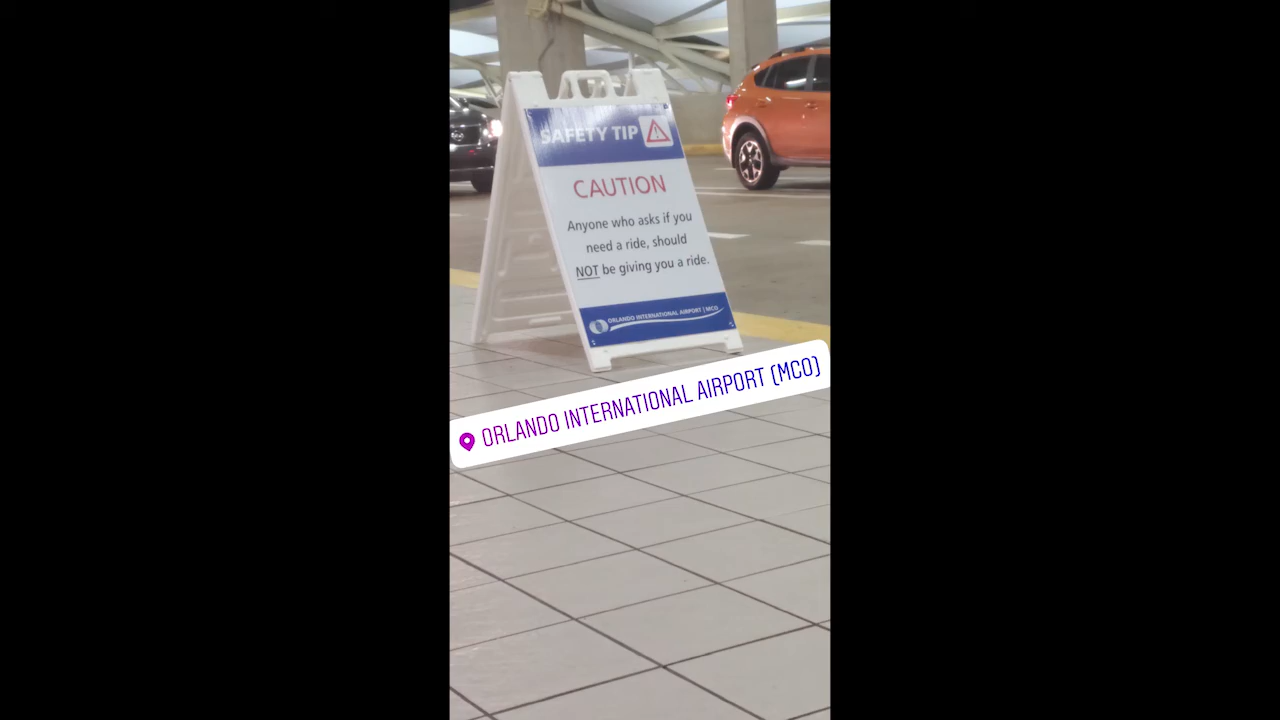 SAFETY TIP
CAUTION
Anyone who asks if you
need a ride, should
NOT be giving you a ride.
ORLANDO INTERNATIONAL AIRPORT | MCO
ORLANDO INTERNATIONAL AIRPORT (MCO)